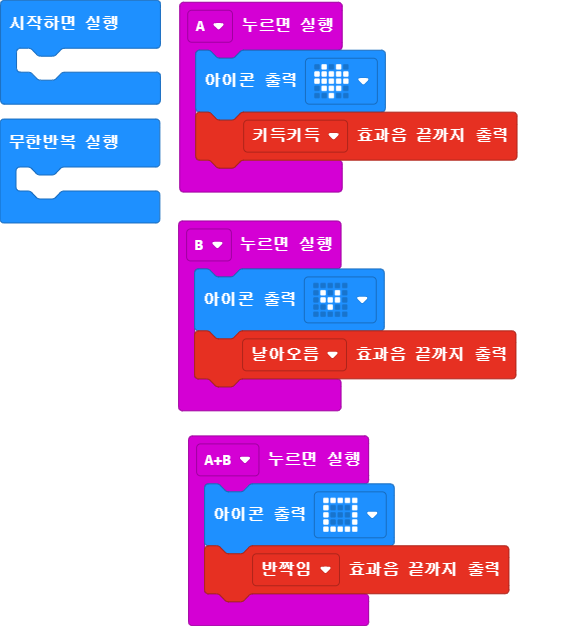 시작하면 실행
무한반복 실행
A 누르면 실행
아이콘 출력
키득키득 효과음 끝까지 출력
B 누르면 실행
아이콘 출력
날아오름 효과음 끝까지 출력
A+B 누르면 실행
아이콘 출력
반짝임 효과음 끝까지 출력